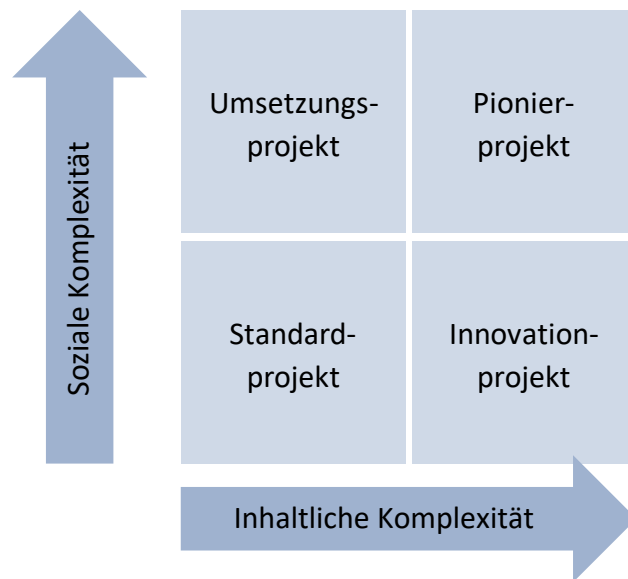 Soziale Komplexität
Umsetzungs-
projekt
Pionier-
projekt
Standard-
projekt
Innovation-
projekt
Inhaltliche Komplexität